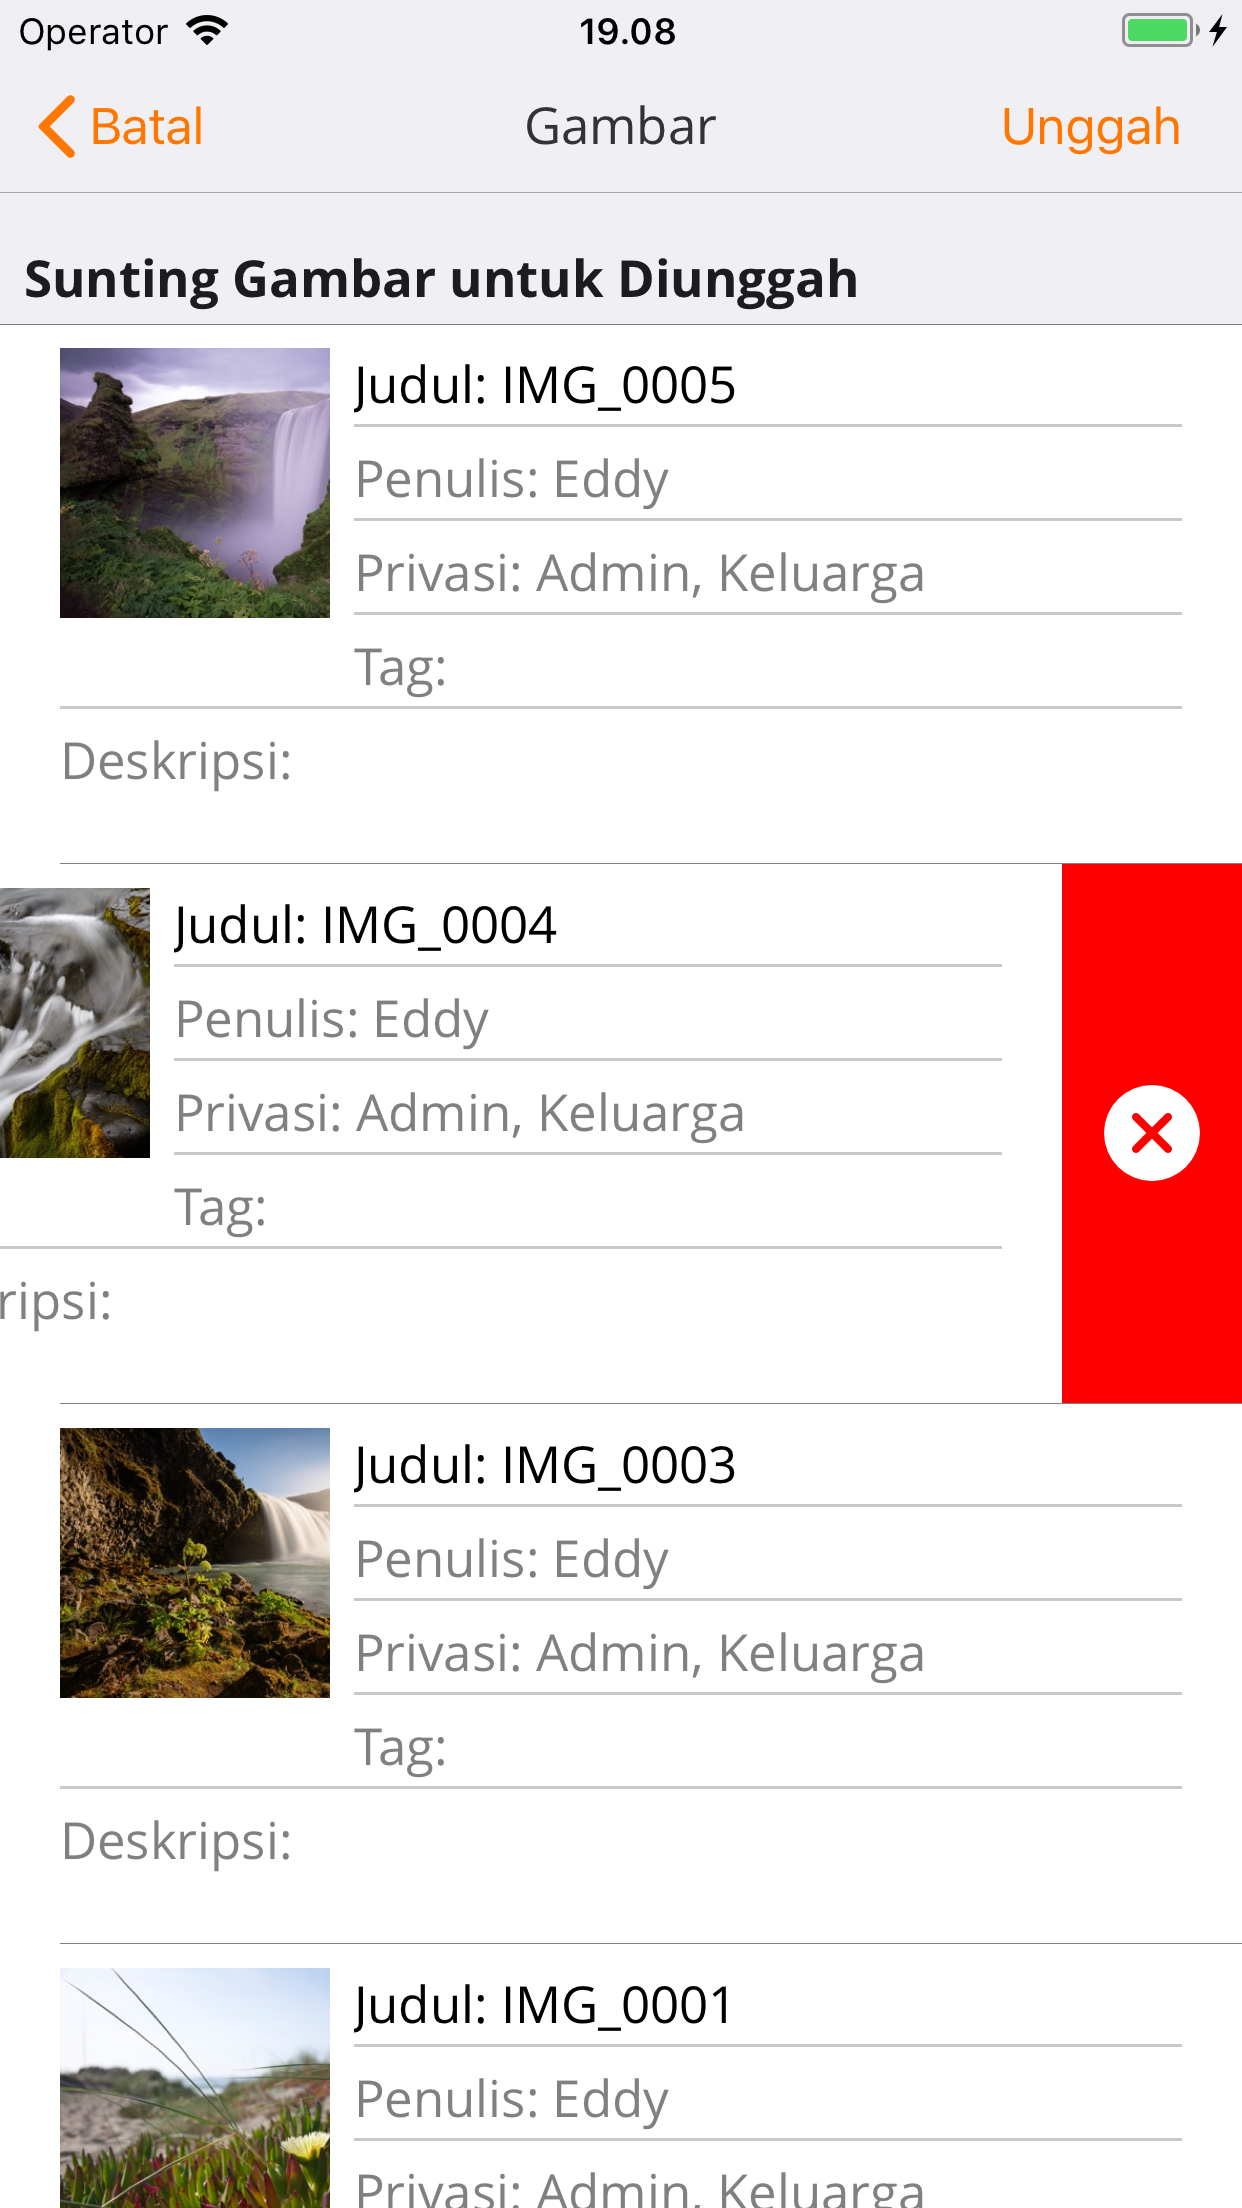 Operator 19.08
Batal Gambar Unggah
Sunting Gambar untuk Diunggah
Judul: IMG_0005
Penulis: Eddy
Privasi: Admin, Keluarga
Tag:
Deskripsi:
Judul: IMG_0004
Penulis: Eddy
Privasi: Admin, Keluarga
Tag:
ripsi:
Judul: IMG_0003
Penulis: Eddy
Privasi: Admin, Keluarga
Tag:
Deskripsi:
Judul: IMG_0001
Penulis: Eddy
Privasi: Admin, Keluarga